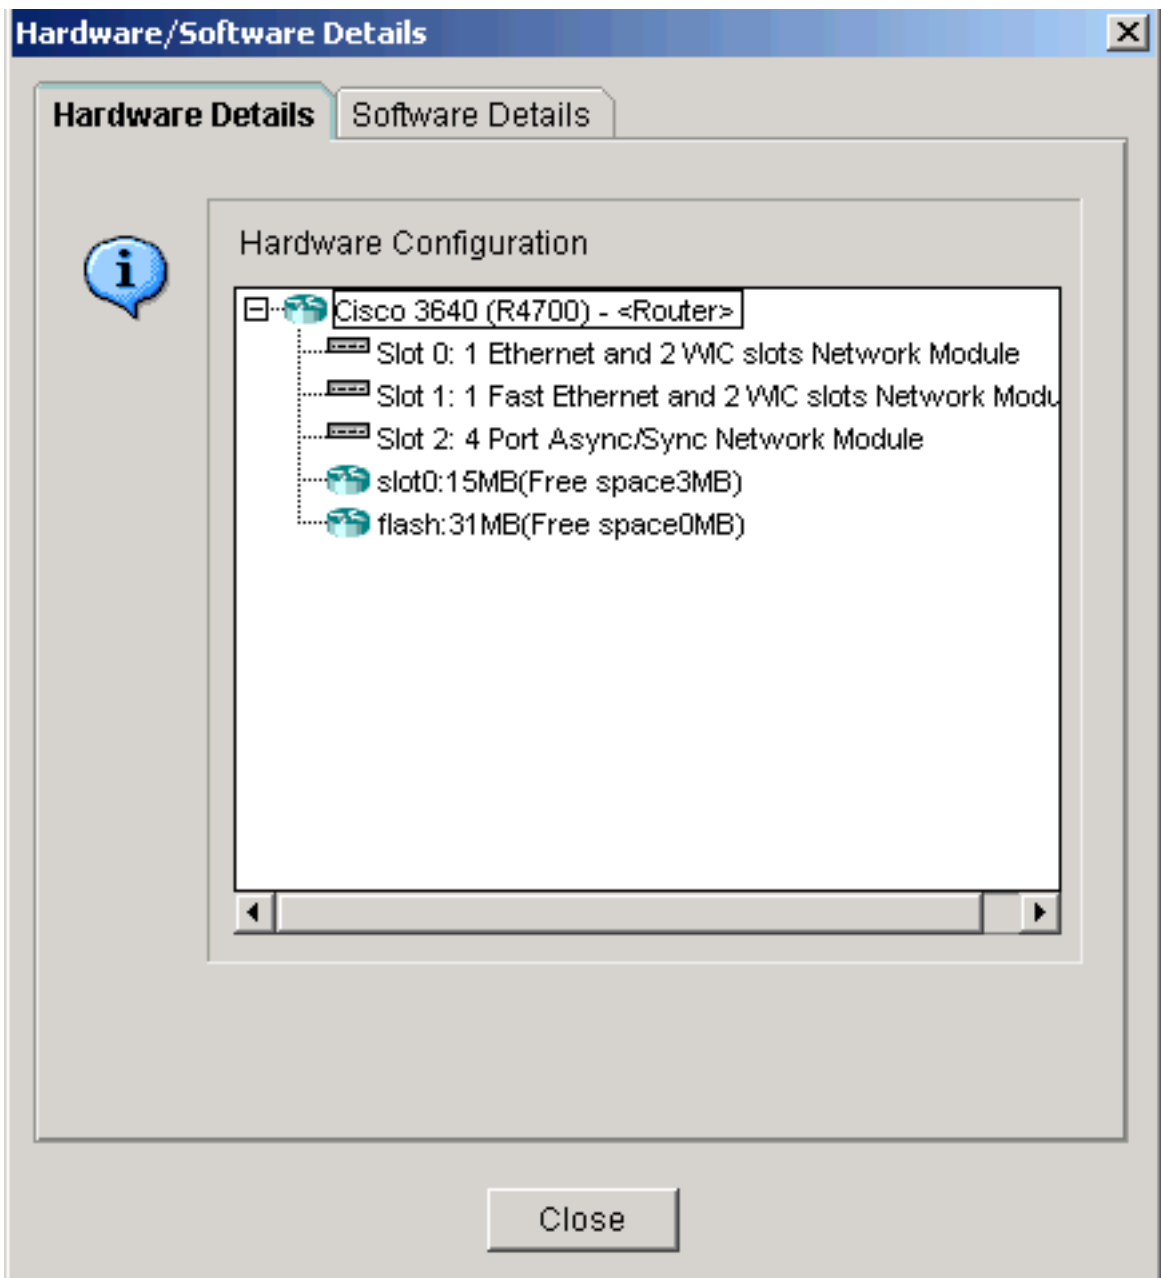 Hardware/Software Details
Hardware Details
Software Details
Hardware Configuration
Cisco 3640 (R4700) - <Router>
Slot 0: 1 Ethernet and 2 WIC slots Network Module
Slot 1: 1 Fast Ethernet and 2 WIC slots Network Modu
Slot 2: 4 Port Async/Sync Network Module
slot0:15MB(Free space3MB)
flash:31MB(Free space0MB)
Close